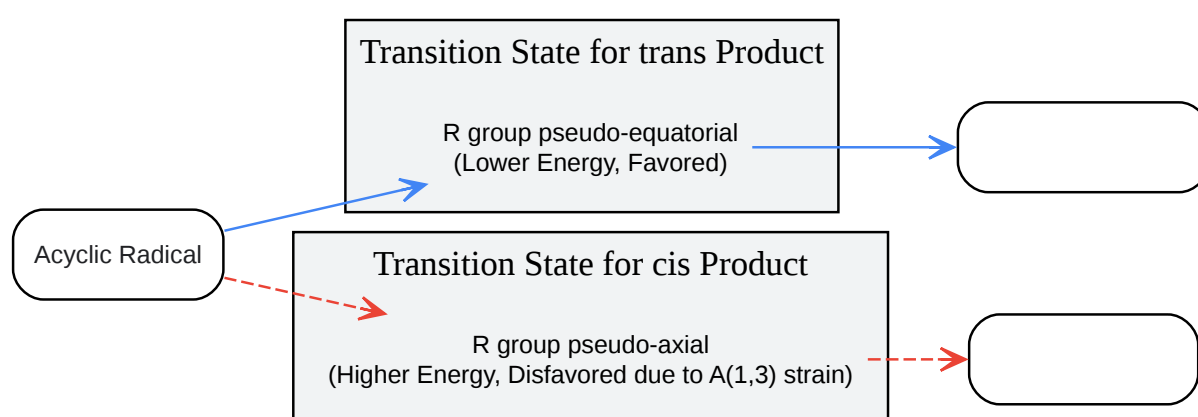 Transition State for trans Product
R group pseudo-equatorial
(Lower Energy, Favored)
Acyclic Radical
Transition State for cis Product
R group pseudo-axial
(Higher Energy, Disfavored due to A(1,3) strain)